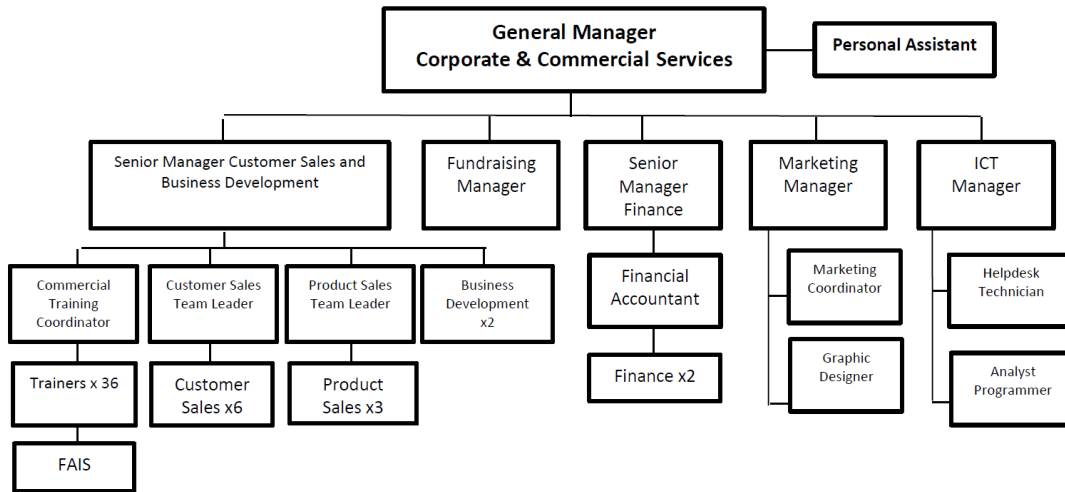 General Manager
Corporate & Commercial Services
Personal Assistant
Senior Manager Customer Sales and
Business Development
Fundraising
Manager
Senior
Manager
Finance
Marketing
Manager
ICT
Manager
Commercial
Training
Coordinator
Customer Sales
Team Leader
Product Sales
Team Leader
Business
Development
x2
Financial
Accountant
Marketing
Coordinator
Helpdesk
Technician
Trainers x 36
Customer
Sales x6
Product
Sales x3
Finance x2
Graphic
Designer
Analyst
Programmer
FAIS